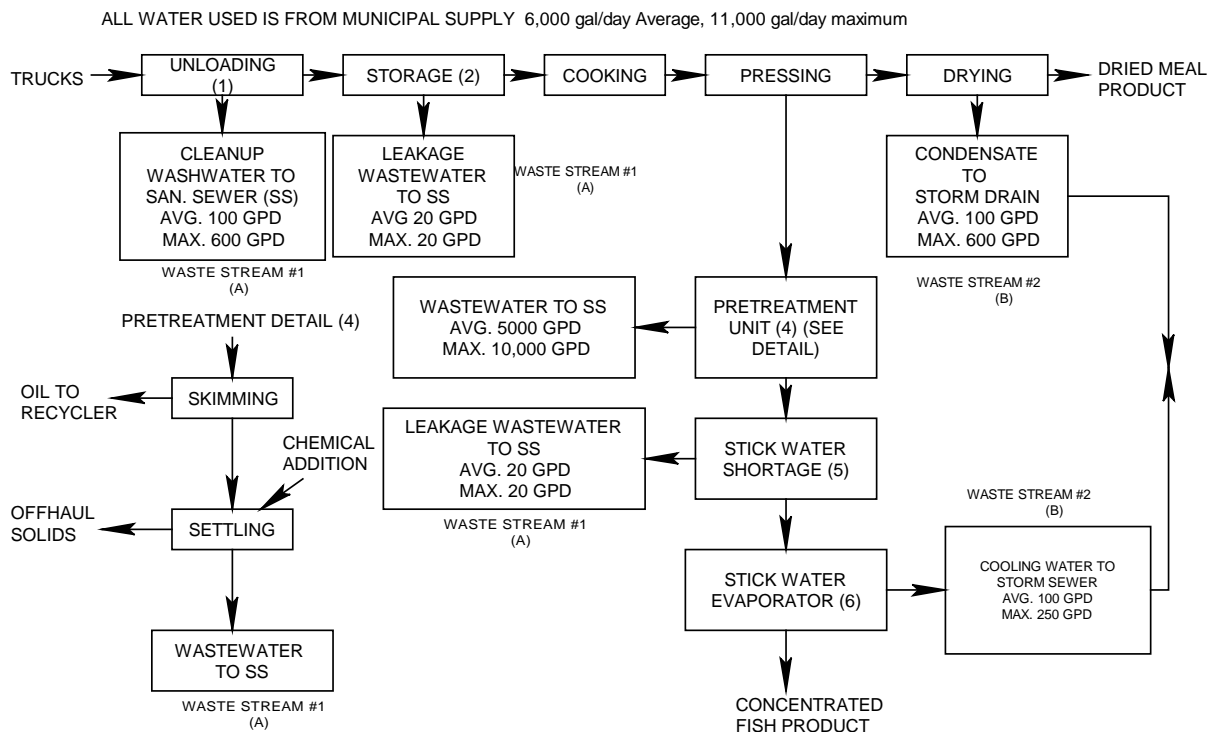 ALL WATER USED IS FROM MUNICIPAL SUPPLY 6,000 gal/day Average, 11,000 gal/day maximum
TRUCKS
UNLOADING
(1)
STORAGE (2)
COOKING
PRESSING
DRYING
DRIED MEAL
PRODUCT
CLEANUP
WASHWATER TO
SAN. SEWER (SS)
AVG. 100 GPD
MAX. 600 GPD
WASTE STREAM #1
(A)
LEAKAGE
WASTEWATER
TO SS
AVG 20 GPD
MAX. 20 GPD
WASTE STREAM #1
(A)
CONDENSATE
TO
STORM DRAIN
AVG. 100 GPD
MAX. 600 GPD
WASTE STREAM #2
(B)
WASTEWATER TO SS
AVG. 5000 GPD
MAX. 10,000 GPD
PRETREATMENT
UNIT (4) (SEE
DETAIL)
PRETREATMENT DETAIL (4)
OIL TO
RECYCLER
SKIMMING
CHEMICAL
ADDITION
LEAKAGE WASTEWATER
TO SS
AVG. 20 GPD
MAX. 20 GPD
WASTE STREAM #1
(A)
STICK WATER
SHORTAGE (5)
OFFHAUL
SOLIDS
SETTLING
WASTE STREAM #2
(B)
STICK WATER
EVAPORATOR (6)
COOLING WATER TO
STORM SEWER
AVG. 100 GPD
MAX. 250 GPD
WASTEWATER
TO SS
WASTE STREAM #1
(A)
CONCENTRATED
FISH PRODUCT